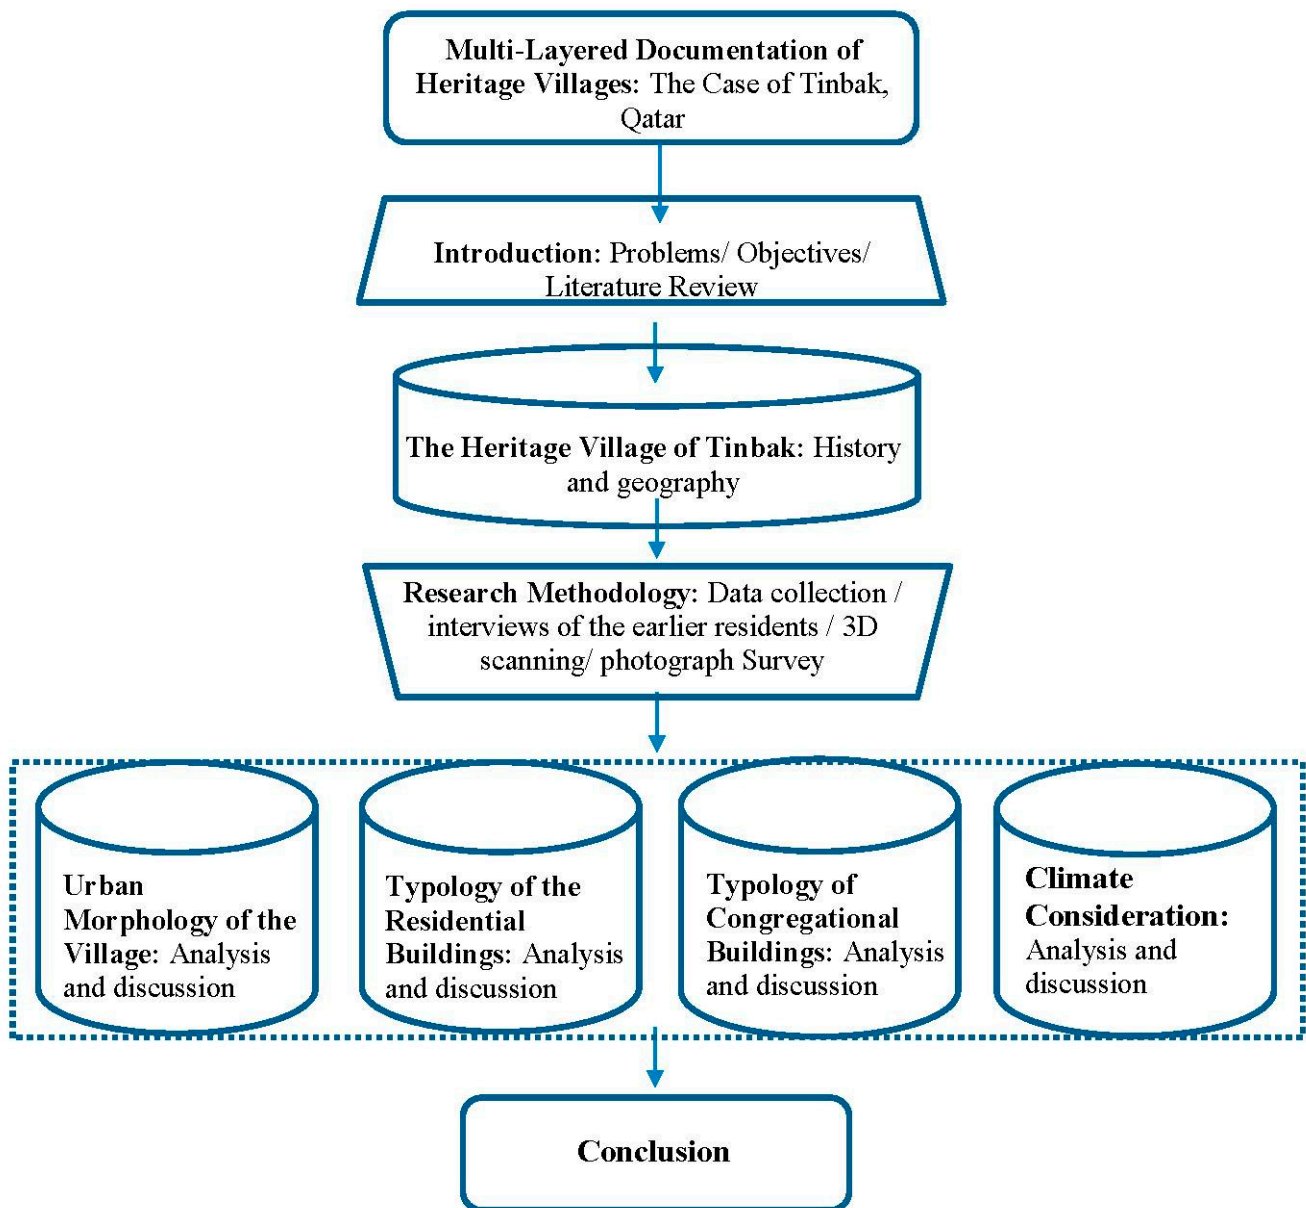 Multi-Layered Documentation of
Heritage Villages: The Case of Tinbak,
Qatar
Introduction: Problems/ Objectives/
Literature Review
The Heritage Village of Tinbak: History
and geography
Research Methodology: Data collection /
interviews of the earlier residents / 3D
scanning/ photograph Survey
Urban
Morphology of the
Village: Analysis
and discussion
Typology of the
Residential
Buildings: Analysis
and discussion
Typology of
Congregational
Buildings: Analysis
and discussion
Climate
Consideration:
Analysis and
discussion
Conclusion